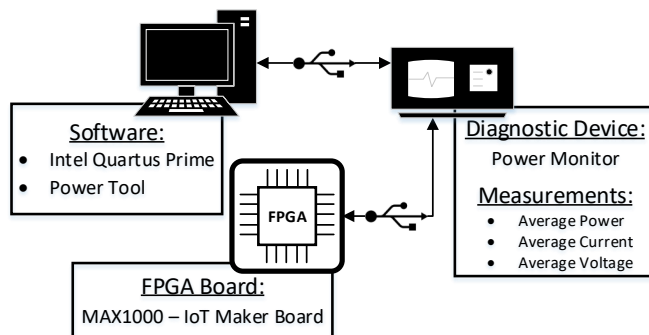 Software:
• Intel Quartus Prime
• Power Tool
FPGA
FPGA Board:
MAX1000 – IoT Maker Board
Diagnostic Device:
Power Monitor
Measurements:
• Average Power
• Average Current
• Average Voltage